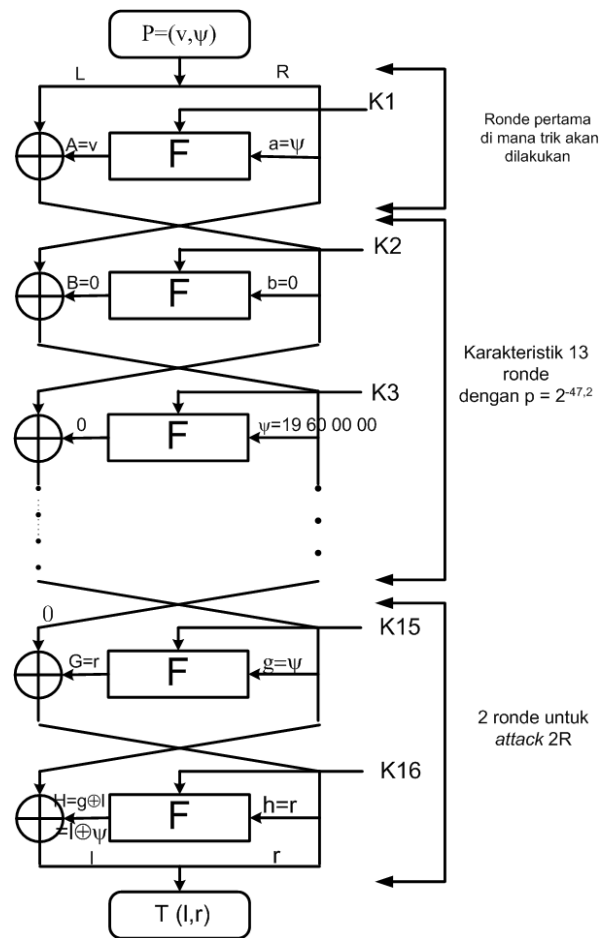 P=(v,ψ)
L
R
K1
A=v
F
a=ψ
Ronde pertama
di mana trik akan
dilakukan
K2
B=0
F
b=0
K3
0
F
ψ=19 60 00 00
Karakteristik 13
ronde
dengan p = 2^-47,2
0
K15
G=r
F
g=ψ
2 ronde untuk
attack 2R
K16
H=g⊕l
=l⊕ψ
F
h=r
l
r
T (l,r)